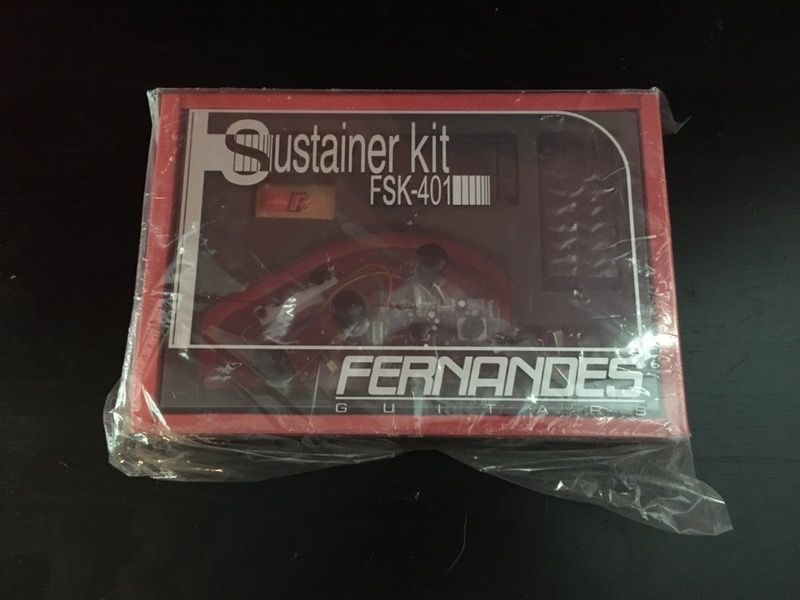 Sustainer kit
FSK-401
FERNANDES
GUITARS